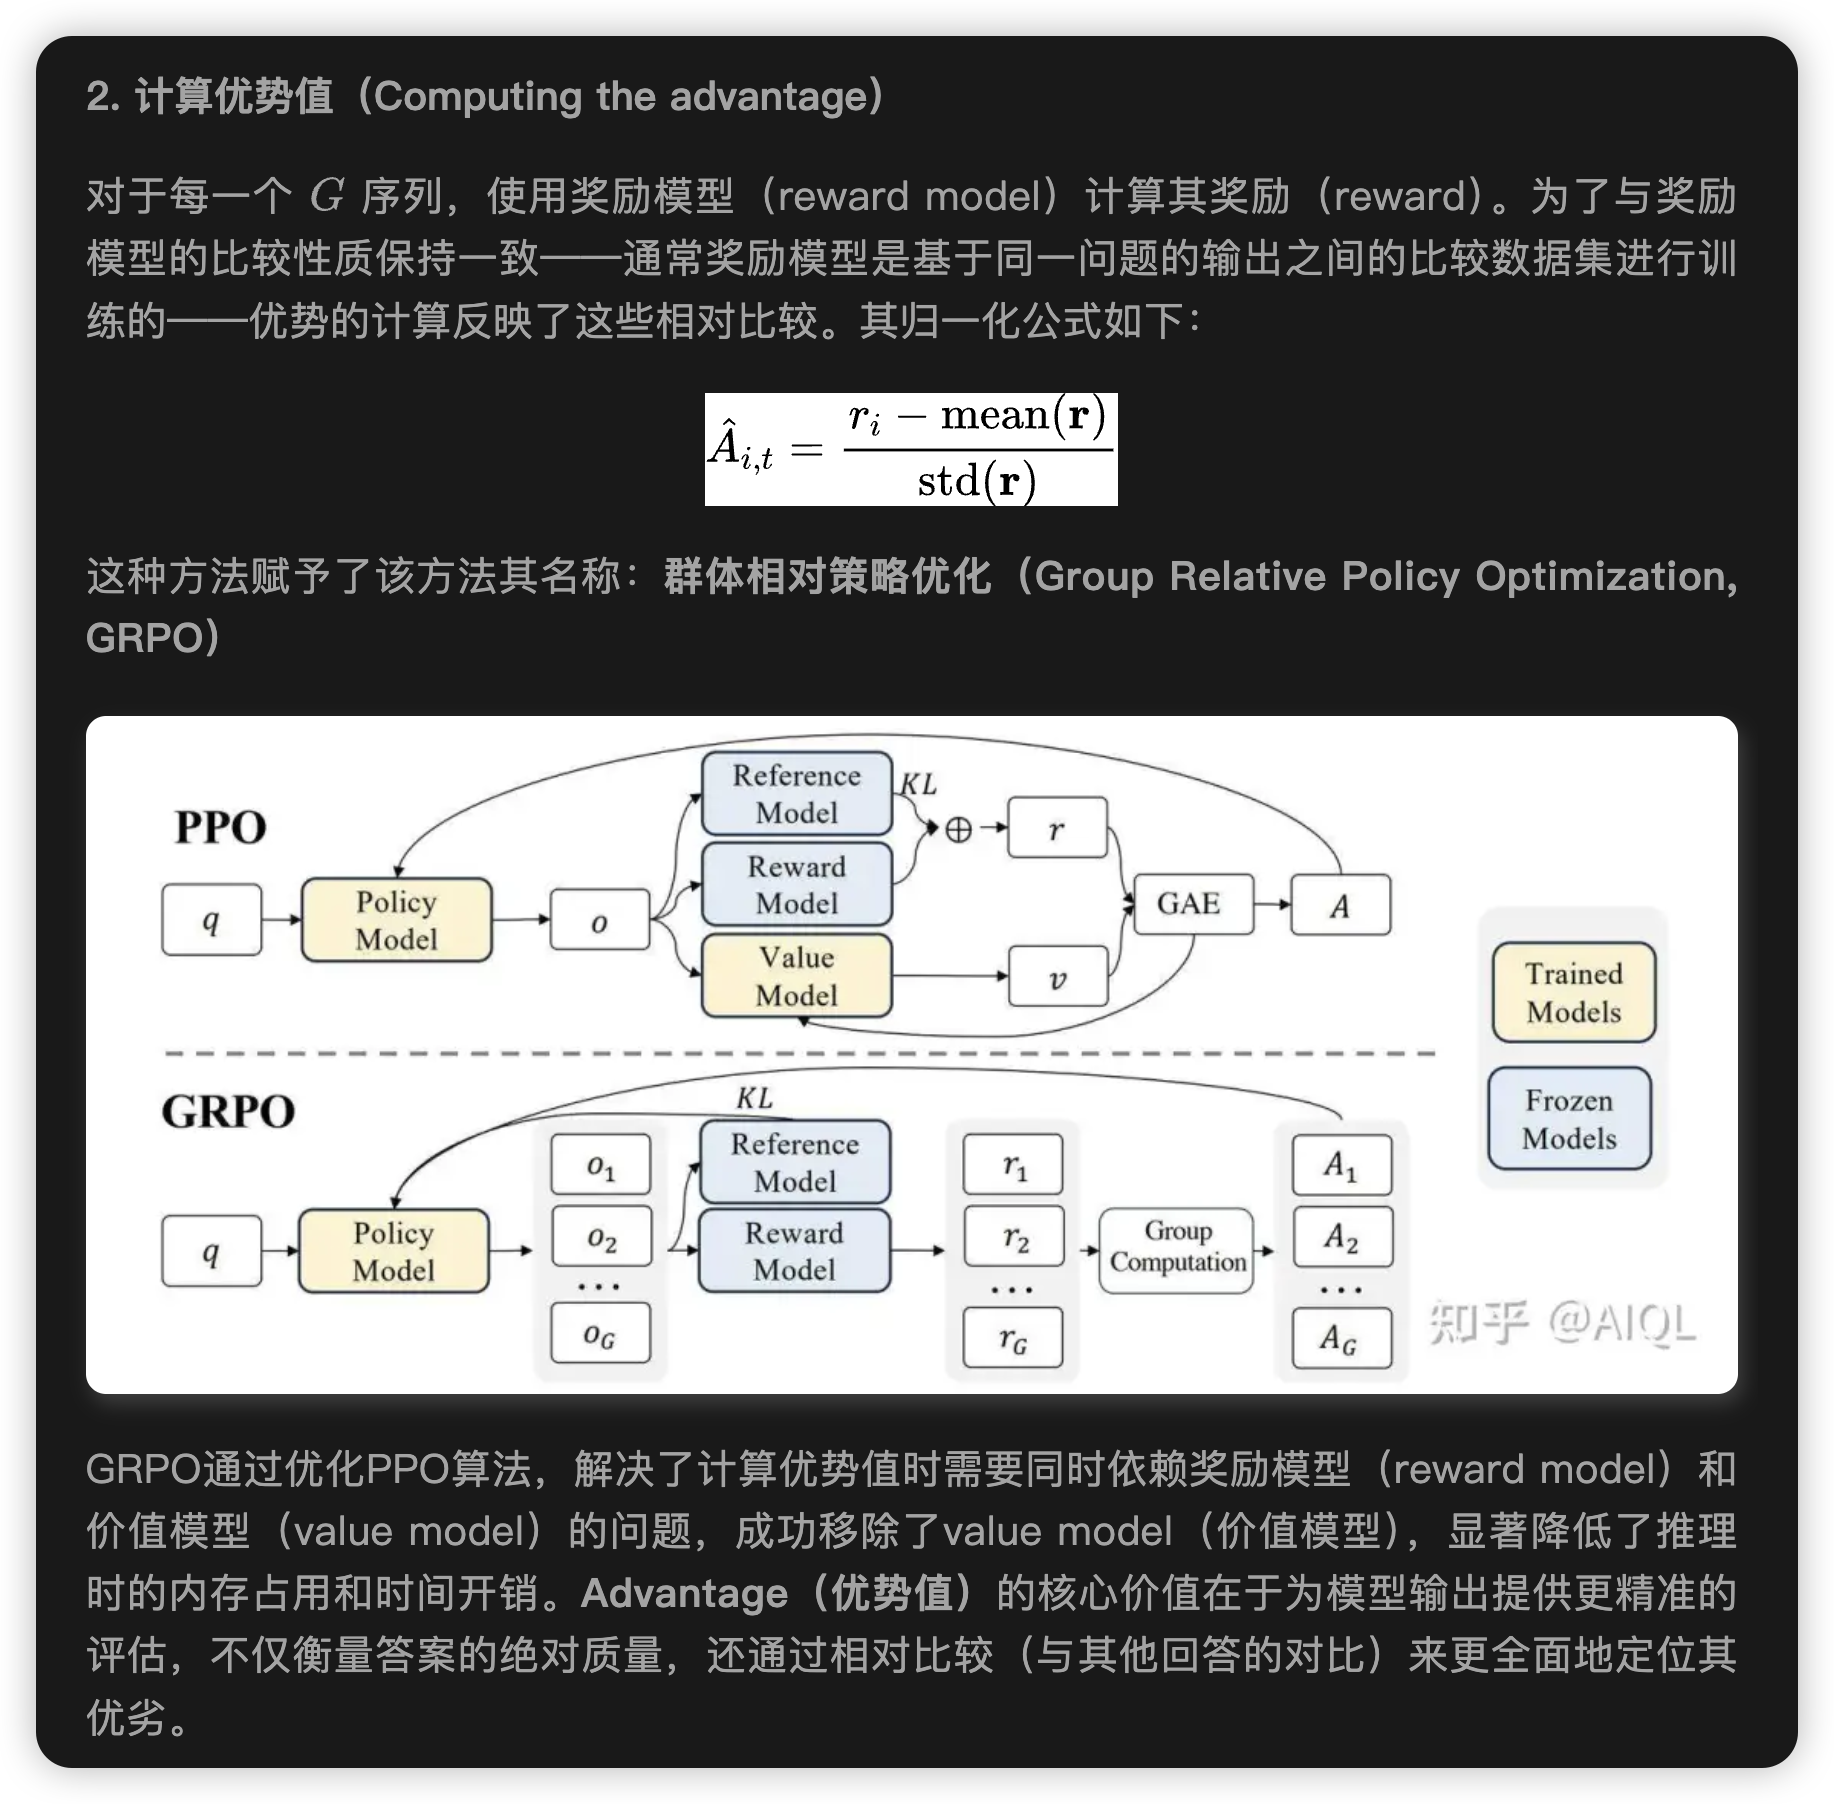 2. 计算优势值（Computing the advantage）
对于每一个 G 序列，使用奖励模型（reward model）计算其奖励（reward）。为了与奖励
模型的比较性质保持一致——通常奖励模型是基于同一问题的输出之间的比较数据集进行训
练的——优势的计算反映了这些相对比较。其归一化公式如下：
Â_{i,t} = \frac{r_i − mean(r)}{std(r)}
这种方法赋予了该方法其名称：群体相对策略优化（Group Relative Policy Optimization,
GRPO）
PPO
q
Policy
Model
o
Reference
Model
KL
Reward
Model
Value
Model
⊕
r
v
GAE
A
Trained
Models
Frozen
Models
GRPO
q
Policy
Model
o₁
o₂
...
o_G
KL
Reference
Model
Reward
Model
r₁
r₂
...
r_G
Group
Computation
A₁
A₂
...
A_G
知乎 @AIQL
GRPO通过优化PPO算法，解决了计算优势值时需要同时依赖奖励模型（reward model）和
价值模型（value model）的问题，成功移除了value model（价值模型），显著降低了推理
时的内存占用和时间开销。Advantage（优势值）的核心价值在于为模型输出提供更精准的
评估，不仅衡量答案的绝对质量，还通过相对比较（与其他回答的对比）来更全面地定位其
优劣。